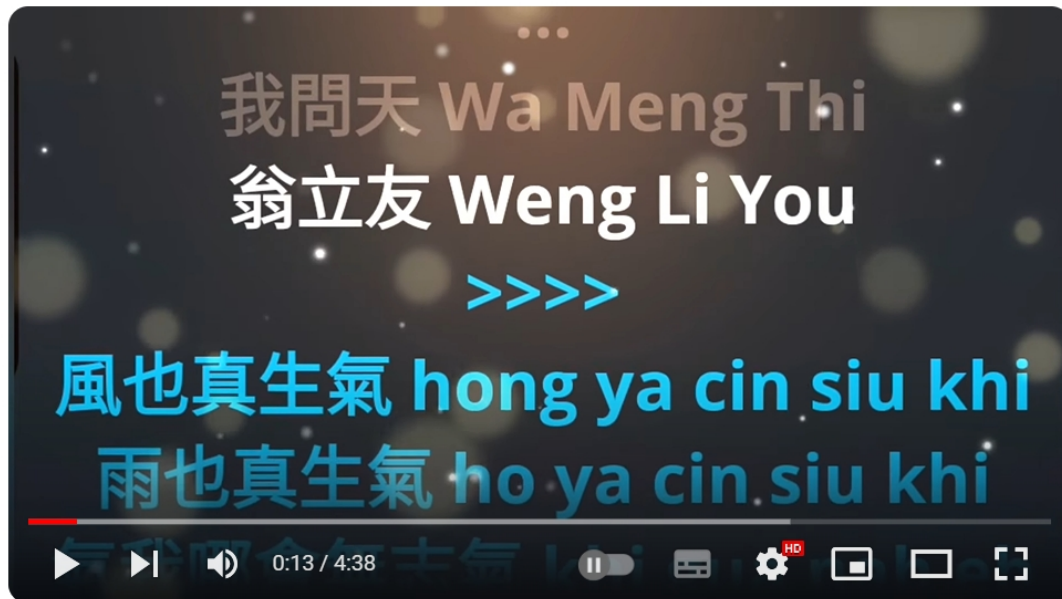 我問天 Wa Meng Thi
翁立友 Weng Li You
>>>>
風也真生氣 hong ya cin siu khi
雨也真生氣 ho ya cin siu khi
HD
0:13 / 4:38